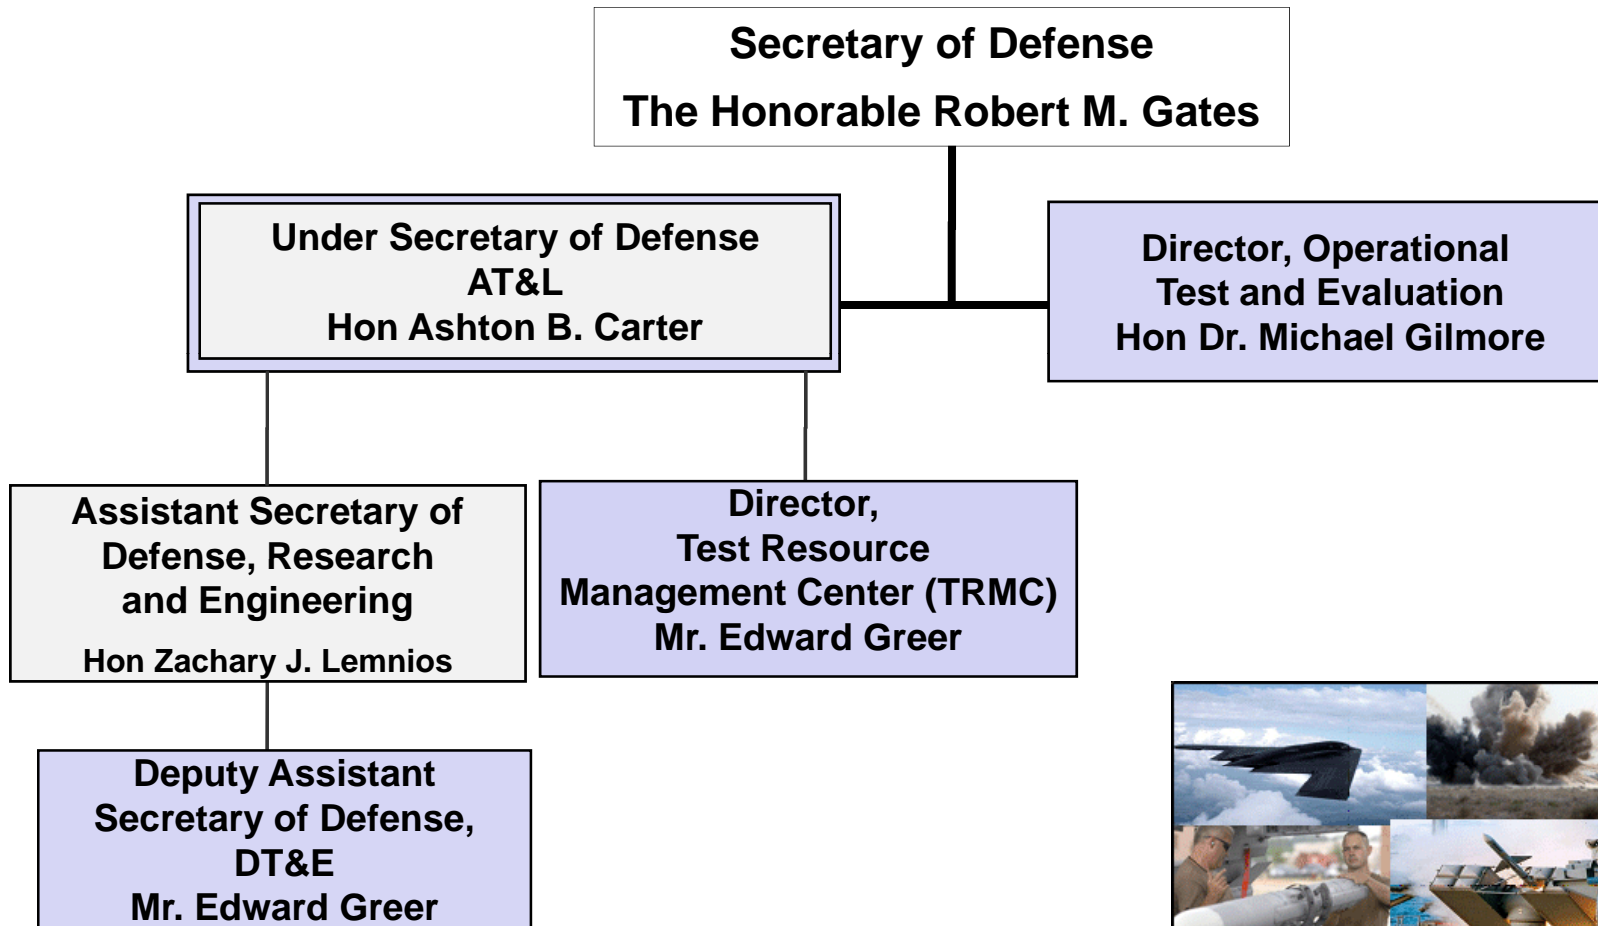 Secretary of Defense
The Honorable Robert M. Gates
Under Secretary of Defense
AT&L
Hon Ashton B. Carter
Director, Operational
Test and Evaluation
Hon Dr. Michael Gilmore
Assistant Secretary of
Defense, Research
and Engineering
Hon Zachary J. Lemnios
Director,
Test Resource
Management Center (TRMC)
Mr. Edward Greer
Deputy Assistant
Secretary of Defense,
DT&E
Mr. Edward Greer